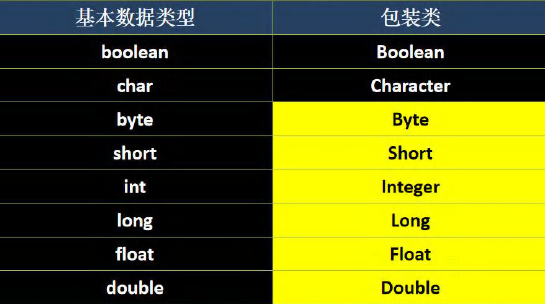 基本数据类型 包装类
boolean Boolean
char Character
byte Byte
short Short
int Integer
long Long
float Float
double Double